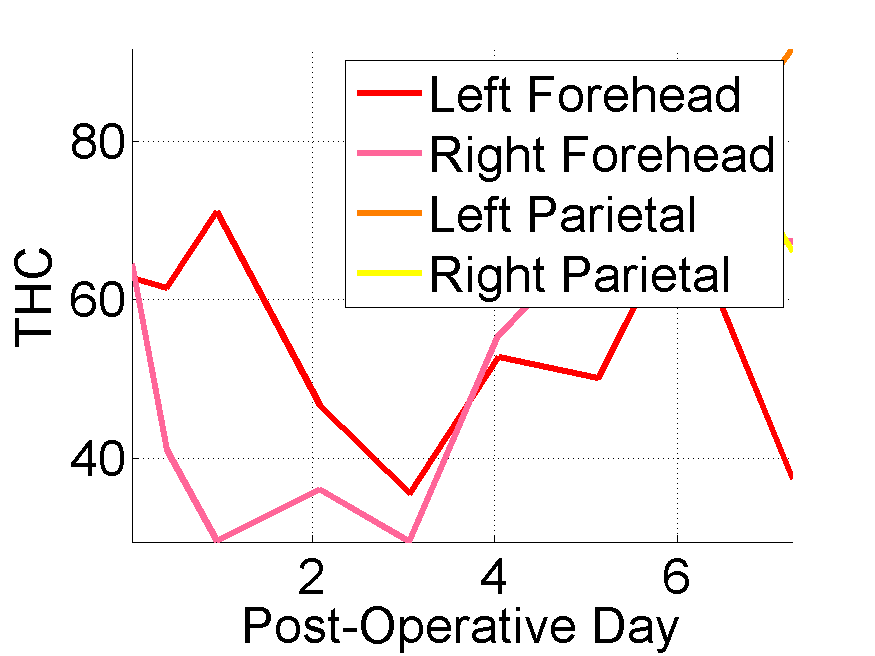 Left Forehead
Right Forehead
Left Parietal
Right Parietal
80
60
40
THC
2 4 6
Post-Operative Day